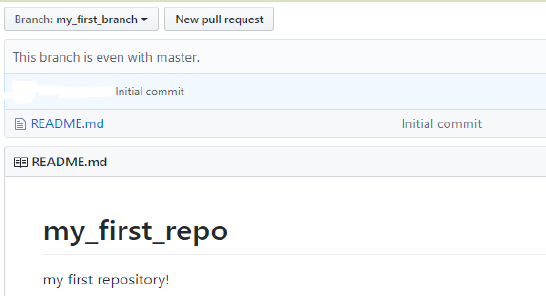 Branch: my_first_branch New pull request
This branch is even with master.
Initial commit
README.md Initial commit
README.md
my_first_repo
my first repository!